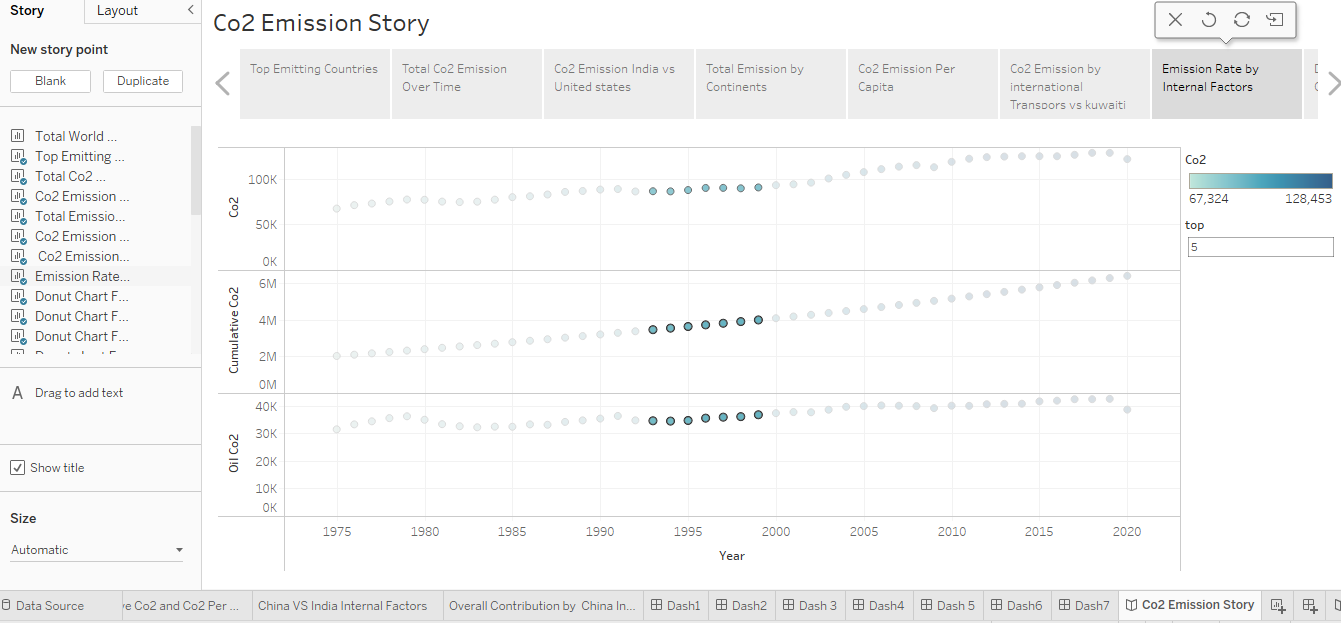 Story
Layout
New story point
Blank
Duplicate
Total World ...
Top Emitting ...
Total Co2 ...
Co2 Emission ...
Total Emissio...
Co2 Emission ...
Co2 Emission...
Emission Rate...
Donut Chart F...
Donut Chart F...
Donut Chart F...
A Drag to add text
Show title
Size
Automatic
Co2 Emission Story
Top Emitting Countries
Total Co2 Emission
Over Time
Co2 Emission India vs
United states
Total Emission by
Continents
Co2 Emission Per
Capita
Co2 Emission by
international
Transpors vs kuwaiti
Emission Rate by
Internal Factors
Co2
100K
50K
0K
Cumulative Co2
6M
4M
2M
0M
Oil Co2
40K
30K
20K
10K
0K
1975 1980 1985 1990 1995 2000 2005 2010 2015 2020
Year
Co2
67,324 128,453
top
5
Data Source
ve Co2 and Co2 Per ...
China VS India Internal Factors
Overall Contribution by China In...
Dash1
Dash2
Dash 3
Dash4
Dash 5
Dash6
Dash7
Co2 Emission Story